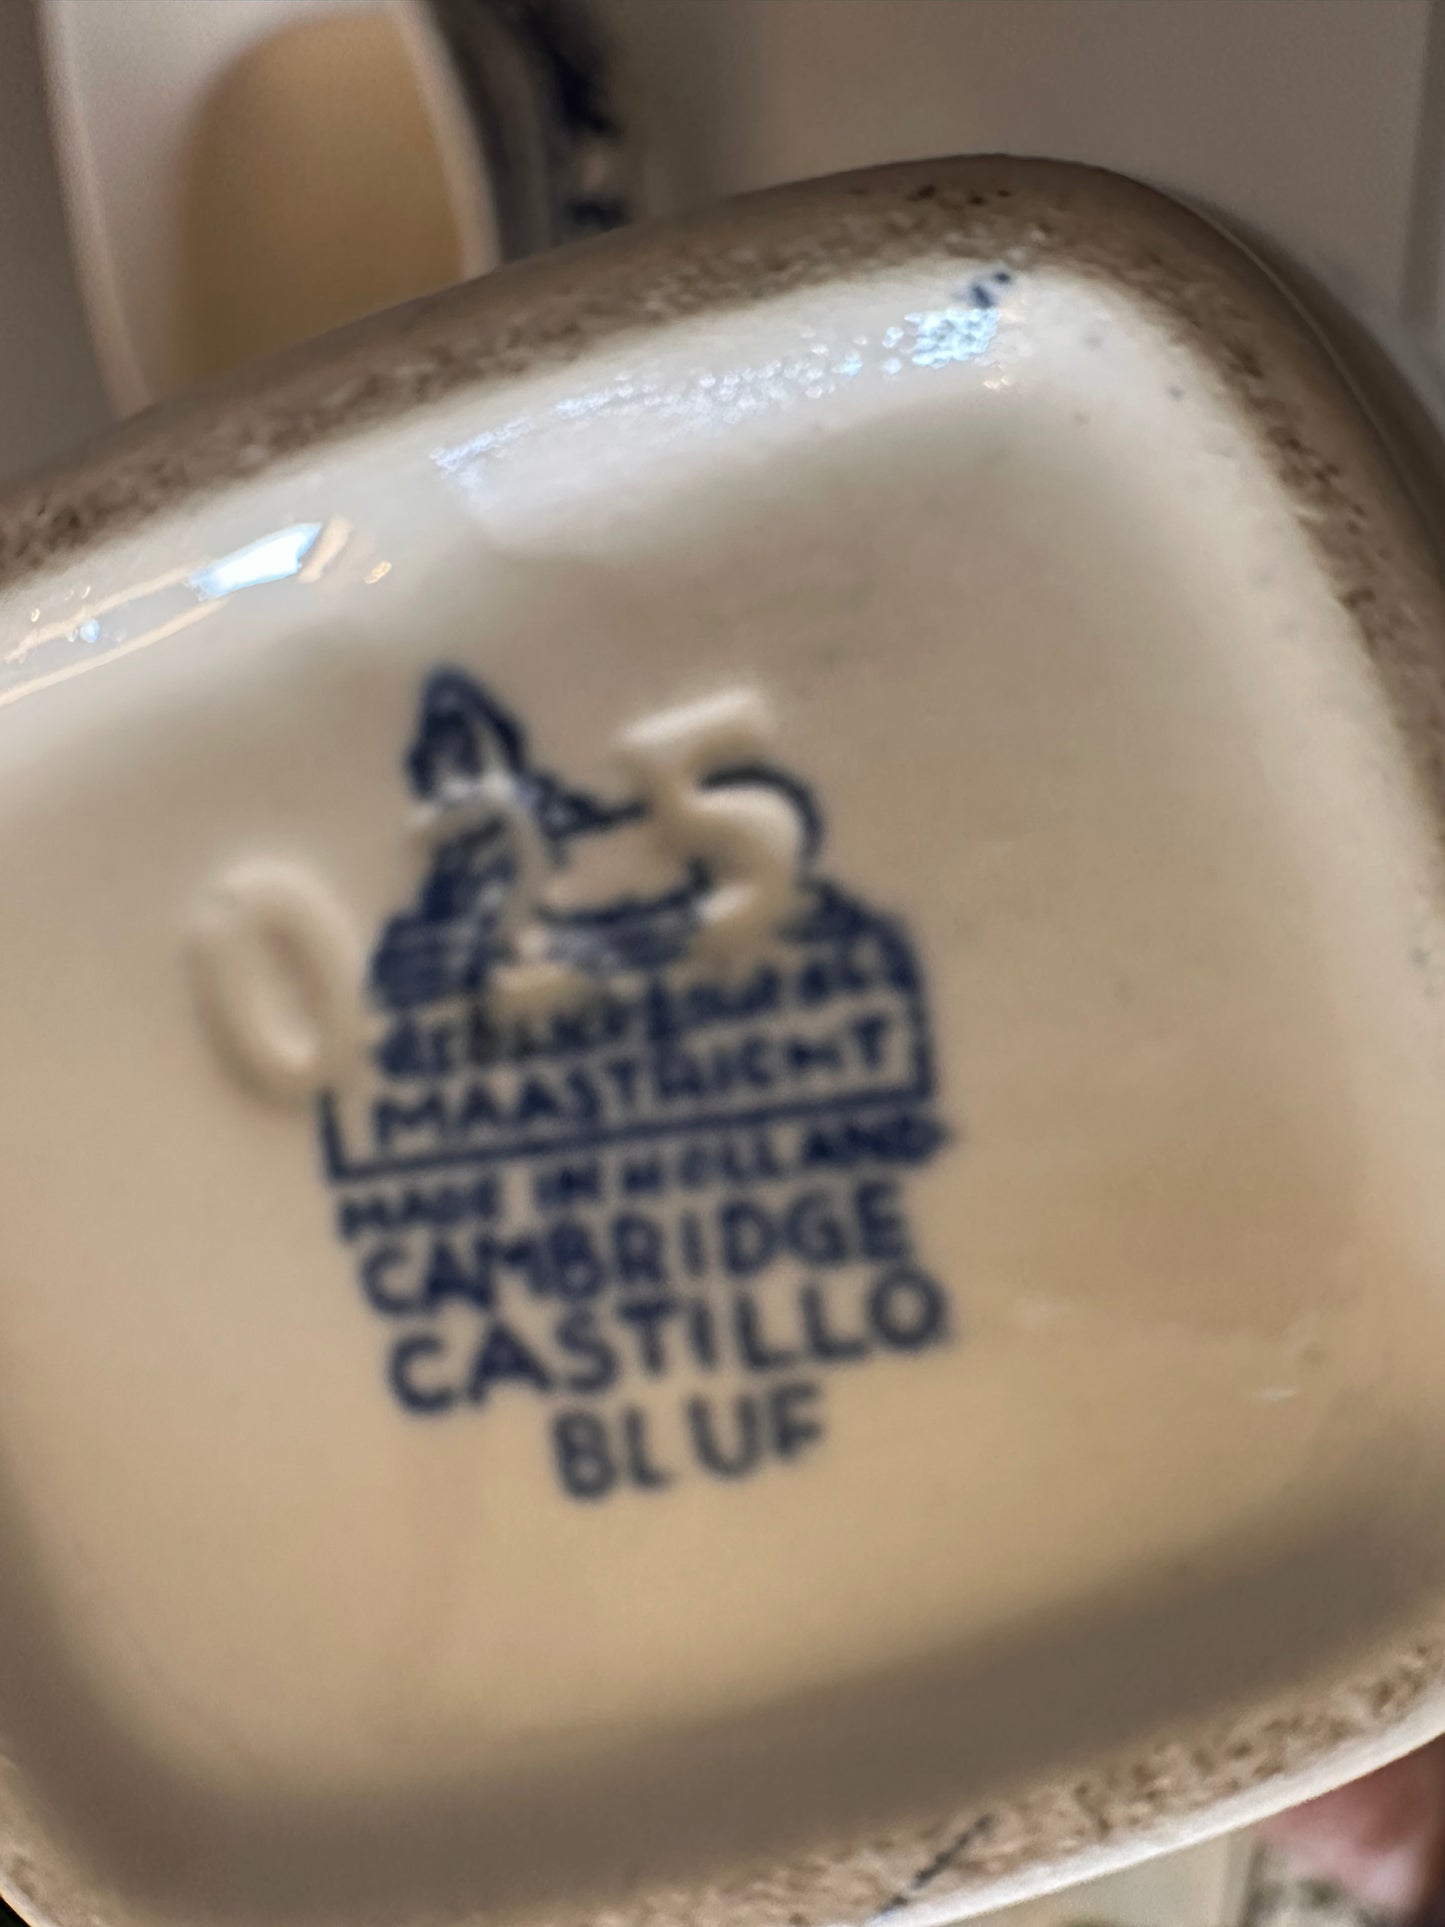 MAASTRICHT
MADE IN HOLLAND
CAMBRIDGE
CASTILLO
BLUE